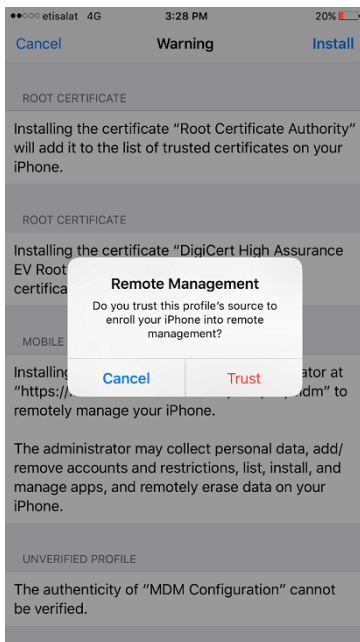 etisalat 4G 3:28 PM 20%
Cancel Warning Install
ROOT CERTIFICATE
Installing the certificate “Root Certificate Authority”
will add it to the list of trusted certificates on your
iPhone.
ROOT CERTIFICATE
Installing the certificate “DigiCert High Assurance
EV Root
certifica
Remote Management
Do you trust this profile’s source to
enroll your iPhone into remote
management?
Cancel Trust
MOBILE
Installing ator at
“https:// mdm” to
remotely manage your iPhone.
The administrator may collect personal data, add/
remove accounts and restrictions, list, install, and
manage apps, and remotely erase data on your
iPhone.
UNVERIFIED PROFILE
The authenticity of “MDM Configuration” cannot
be verified.